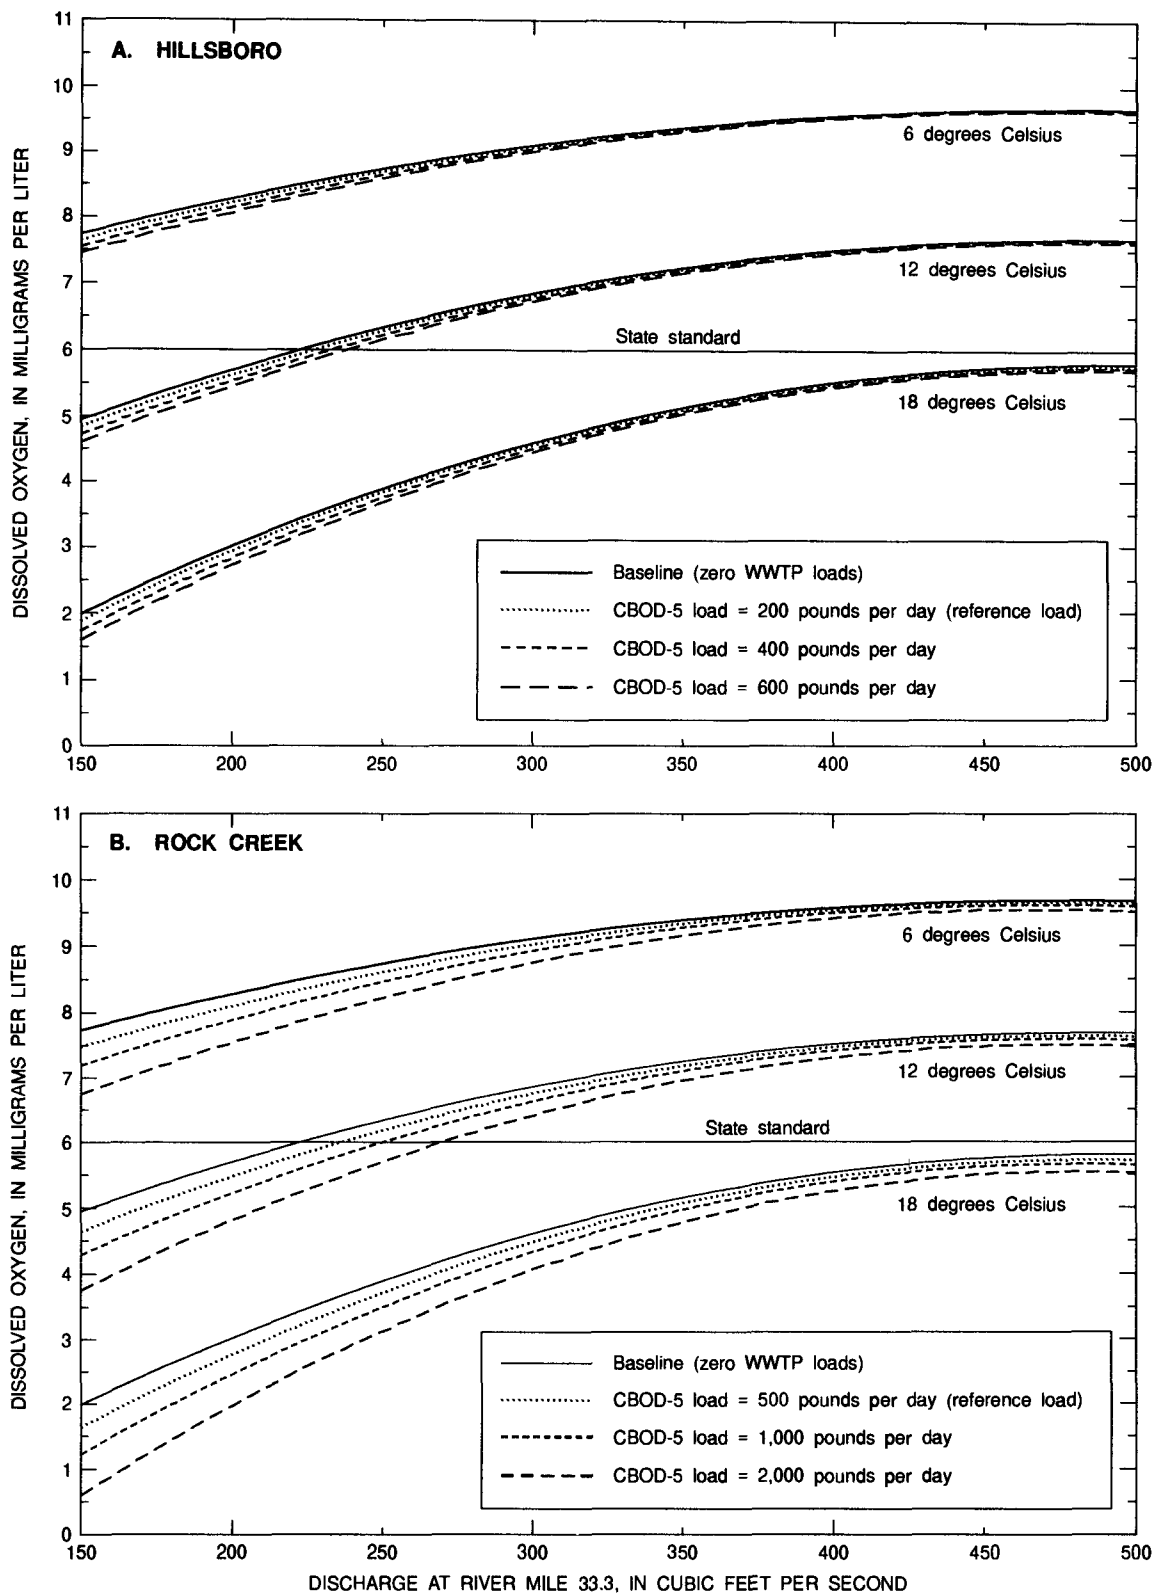 A. HILLSBORO
DISSOLVED OXYGEN, IN MILLIGRAMS PER LITER
11
10
9
8
7
6
5
4
3
2
1
0
6 degrees Celsius
12 degrees Celsius
State standard
18 degrees Celsius
Baseline (zero WWTP loads)
CBOD-5 load = 200 pounds per day (reference load)
CBOD-5 load = 400 pounds per day
CBOD-5 load = 600 pounds per day
150 200 250 300 350 400 450 500
B. ROCK CREEK
DISSOLVED OXYGEN, IN MILLIGRAMS PER LITER
11
10
9
8
7
6
5
4
3
2
1
0
6 degrees Celsius
12 degrees Celsius
State standard
18 degrees Celsius
Baseline (zero WWTP loads)
CBOD-5 load = 500 pounds per day (reference load)
CBOD-5 load = 1,000 pounds per day
CBOD-5 load = 2,000 pounds per day
150 200 250 300 350 400 450 500
DISCHARGE AT RIVER MILE 33.3, IN CUBIC FEET PER SECOND